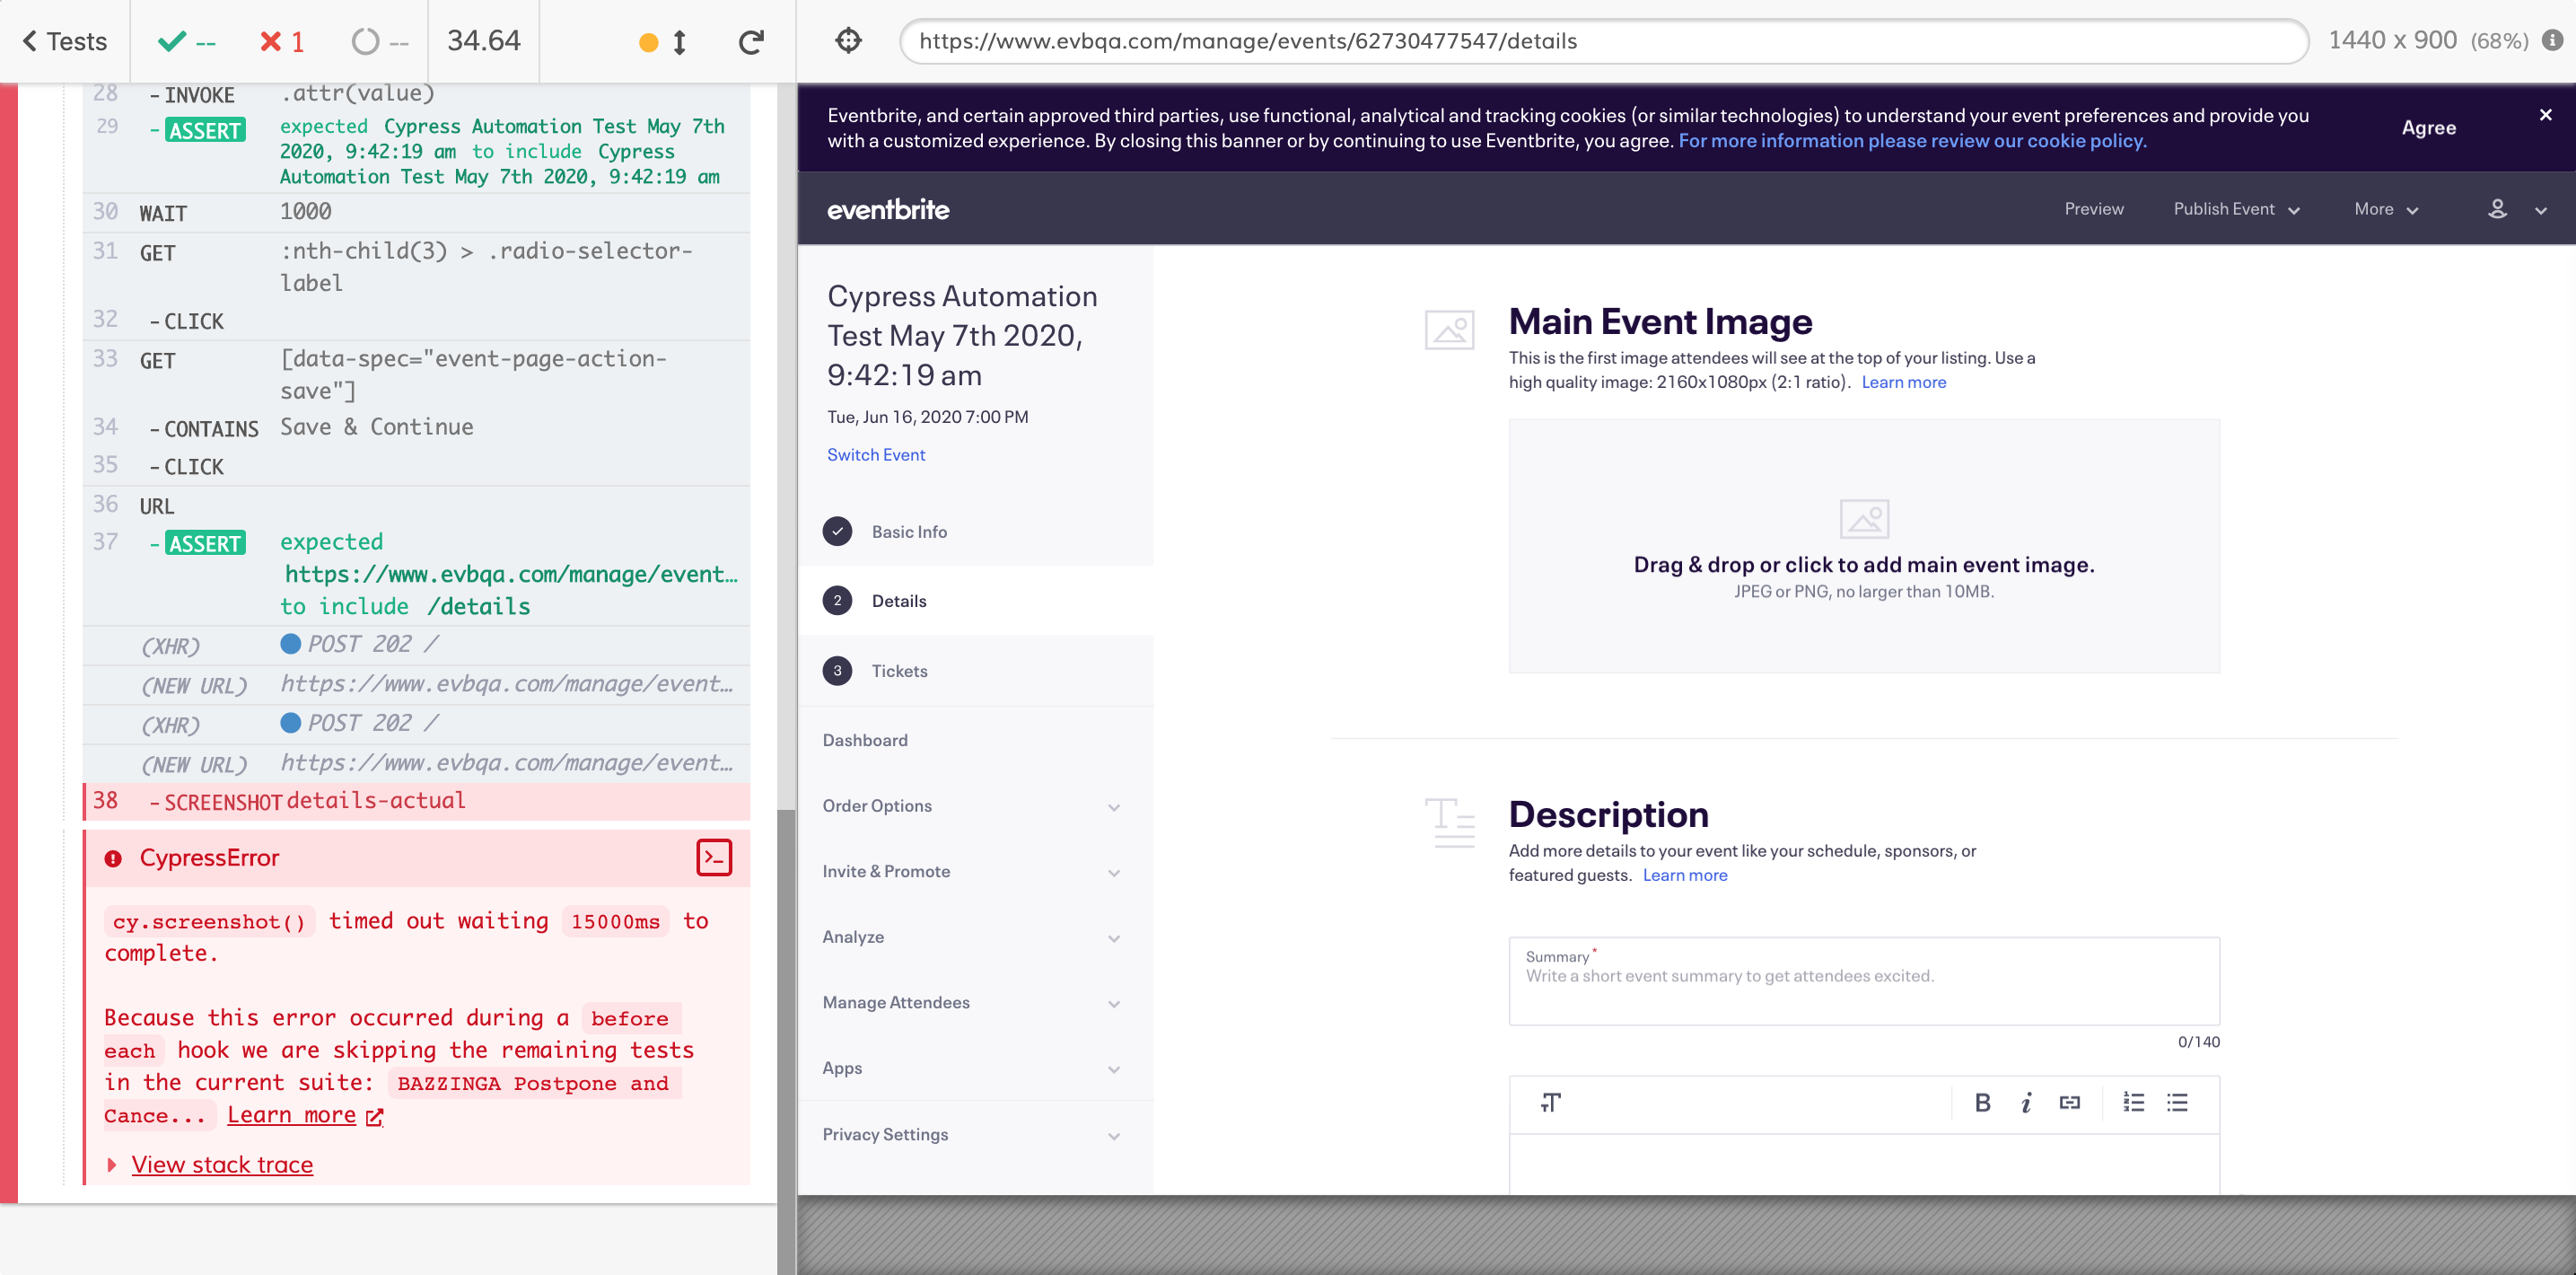 Tests
--
1
--
34.64
28 -INVOKE .attr(value)
29 -ASSERT expected Cypress Automation Test May 7th
2020, 9:42:19 am to include Cypress
Automation Test May 7th 2020, 9:42:19 am
30 WAIT 1000
31 GET :nth-child(3) > .radio-selector-
label
32 -CLICK
33 GET [data-spec="event-page-action-
save"]
34 -CONTAINS Save & Continue
35 -CLICK
36 URL
37 -ASSERT expected
https://www.evbqa.com/manage/event…
to include /details
(XHR) POST 202 /
(NEW URL) https://www.evbqa.com/manage/event…
(XHR) POST 202 /
(NEW URL) https://www.evbqa.com/manage/event…
38 -SCREENSHOT details-actual
CypressError
cy.screenshot() timed out waiting 15000ms to
complete.
Because this error occurred during a before
each hook we are skipping the remaining tests
in the current suite: BAZZINGA Postpone and
Cance... Learn more
View stack trace
https://www.evbqa.com/manage/events/62730477547/details
1440 x 900 (68%)
Eventbrite, and certain approved third parties, use functional, analytical and tracking cookies (or similar technologies) to understand your event preferences and provide you
with a customized experience. By closing this banner or by continuing to use Eventbrite, you agree. For more information please review our cookie policy.
Agree
eventbrite
Preview
Publish Event
More
Cypress Automation
Test May 7th 2020,
9:42:19 am
Tue, Jun 16, 2020 7:00 PM
Switch Event
Basic Info
2 Details
3 Tickets
Dashboard
Order Options
Invite & Promote
Analyze
Manage Attendees
Apps
Privacy Settings
Main Event Image
This is the first image attendees will see at the top of your listing. Use a
high quality image: 2160x1080px (2:1 ratio). Learn more
Drag & drop or click to add main event image.
JPEG or PNG, no larger than 10MB.
Description
Add more details to your event like your schedule, sponsors, or
featured guests. Learn more
Summary *
Write a short event summary to get attendees excited.
0/140